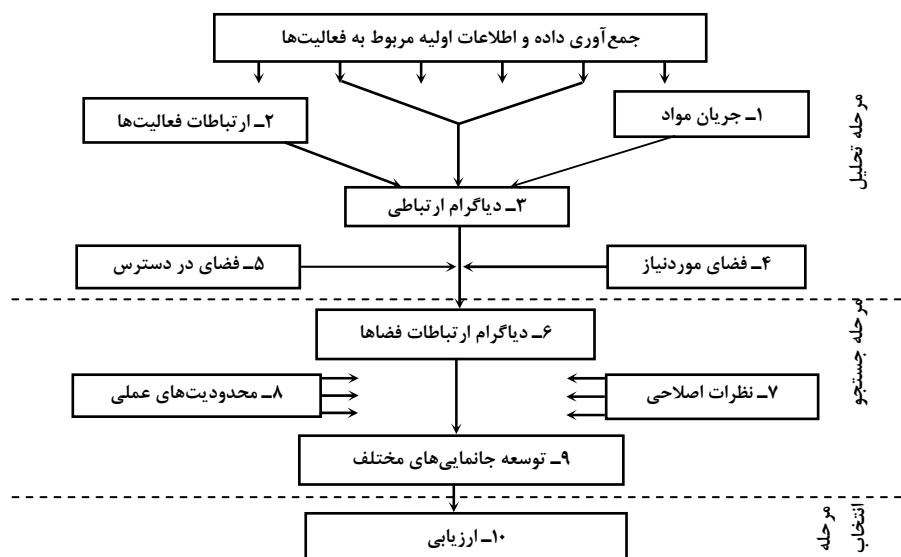 جمع‌آوری داده و اطلاعات اولیه مربوط به فعالیت‌ها
۱ـ جریان مواد
۲ـ ارتباطات فعالیت‌ها
مرحله تحلیل
۳ـ دیاگرام ارتباطی
۴ـ فضای موردنیاز
۵ـ فضای در دسترس
۶ـ دیاگرام ارتباطات فضاها
مرحله جستجو
۷ـ نظرات اصلاحی
۸ـ محدودیت‌های عملی
۹ـ توسعه جانمایی‌های مختلف
۱۰ـ ارزیابی
مرحله
انتخاب